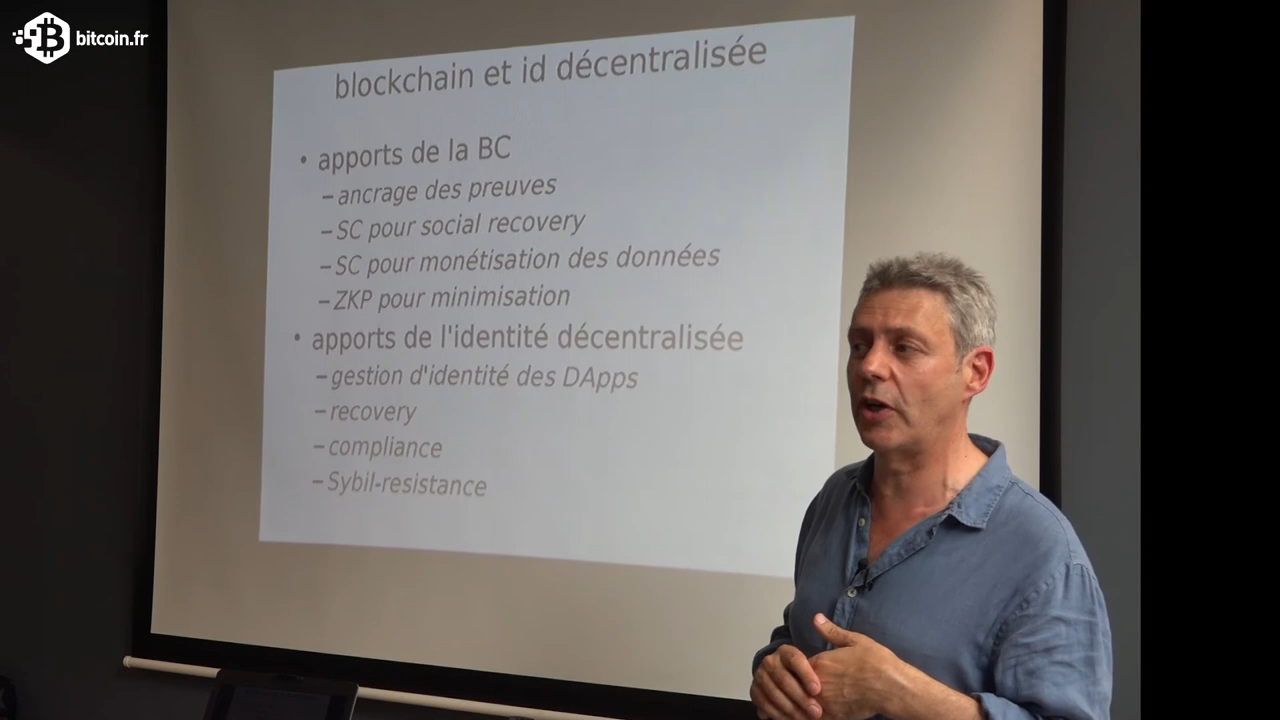 bitcoin.fr
blockchain et id décentralisée
• apports de la BC
– ancrage des preuves
– SC pour social recovery
– SC pour monétisation des données
– ZKP pour minimisation
• apports de l'identité décentralisée
– gestion d'identité des DApps
– recovery
– compliance
– Sybil-resistance